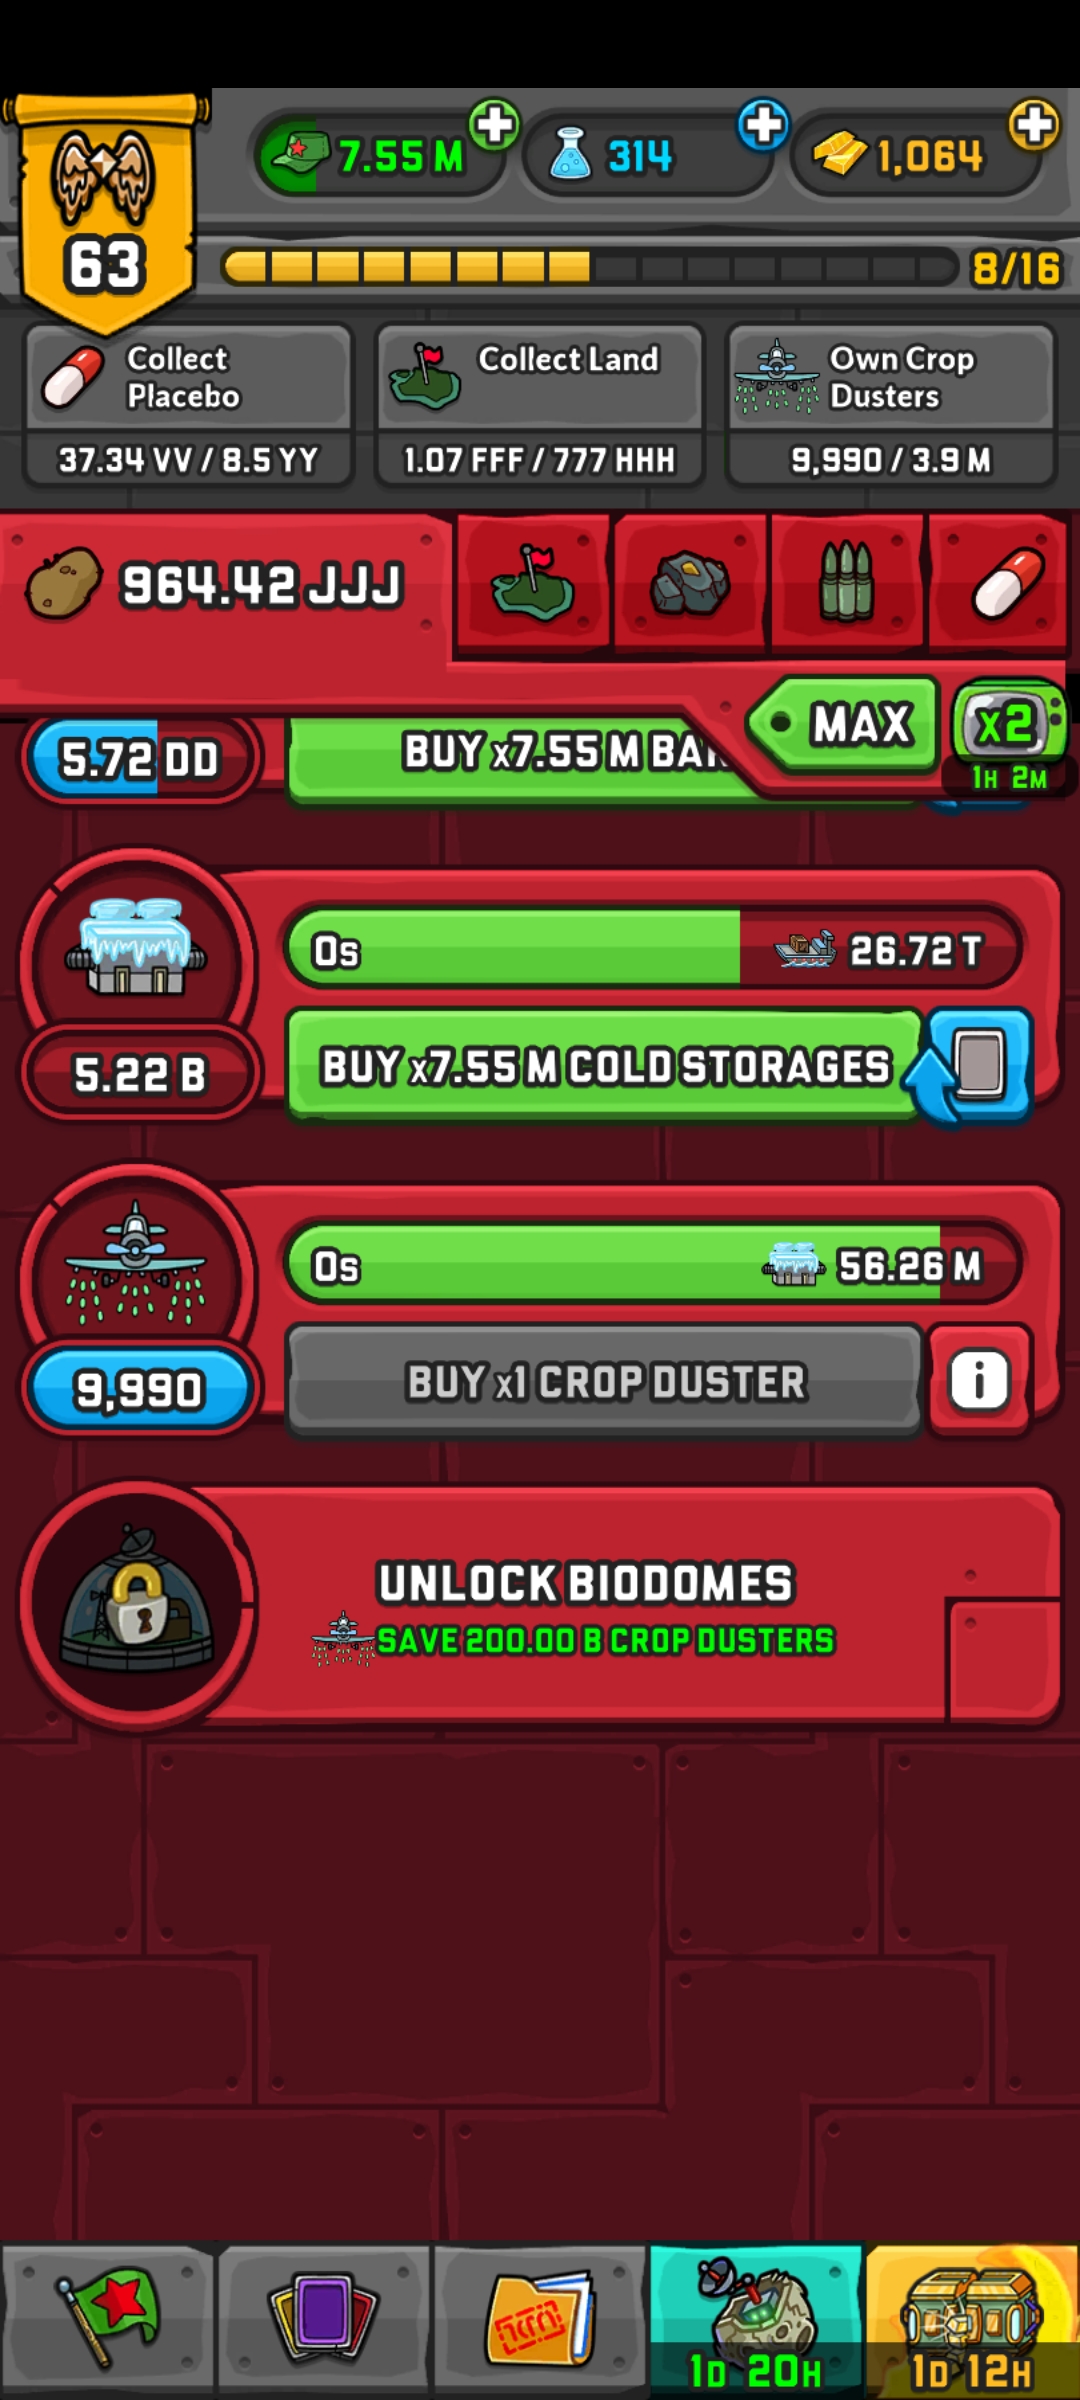 7.55 M
314
1,064
63
8/16
Collect
Placebo
37.34 VV / 8.5 YY
Collect Land
1.07 FFF / 777 HHH
Own Crop
Dusters
9,990 / 3.9 M
964.42 JJJ
MAX
x2
1H 2M
5.72 DD
BUY x7.55 M
0s
26.72 T
5.22 B
BUY x7.55 M COLD STORAGES
0s
56.26 M
9,990
BUY x1 CROP DUSTER
i
UNLOCK BIODOMES
SAVE 200.00 B CROP DUSTERS
1D 20H
1D 12H